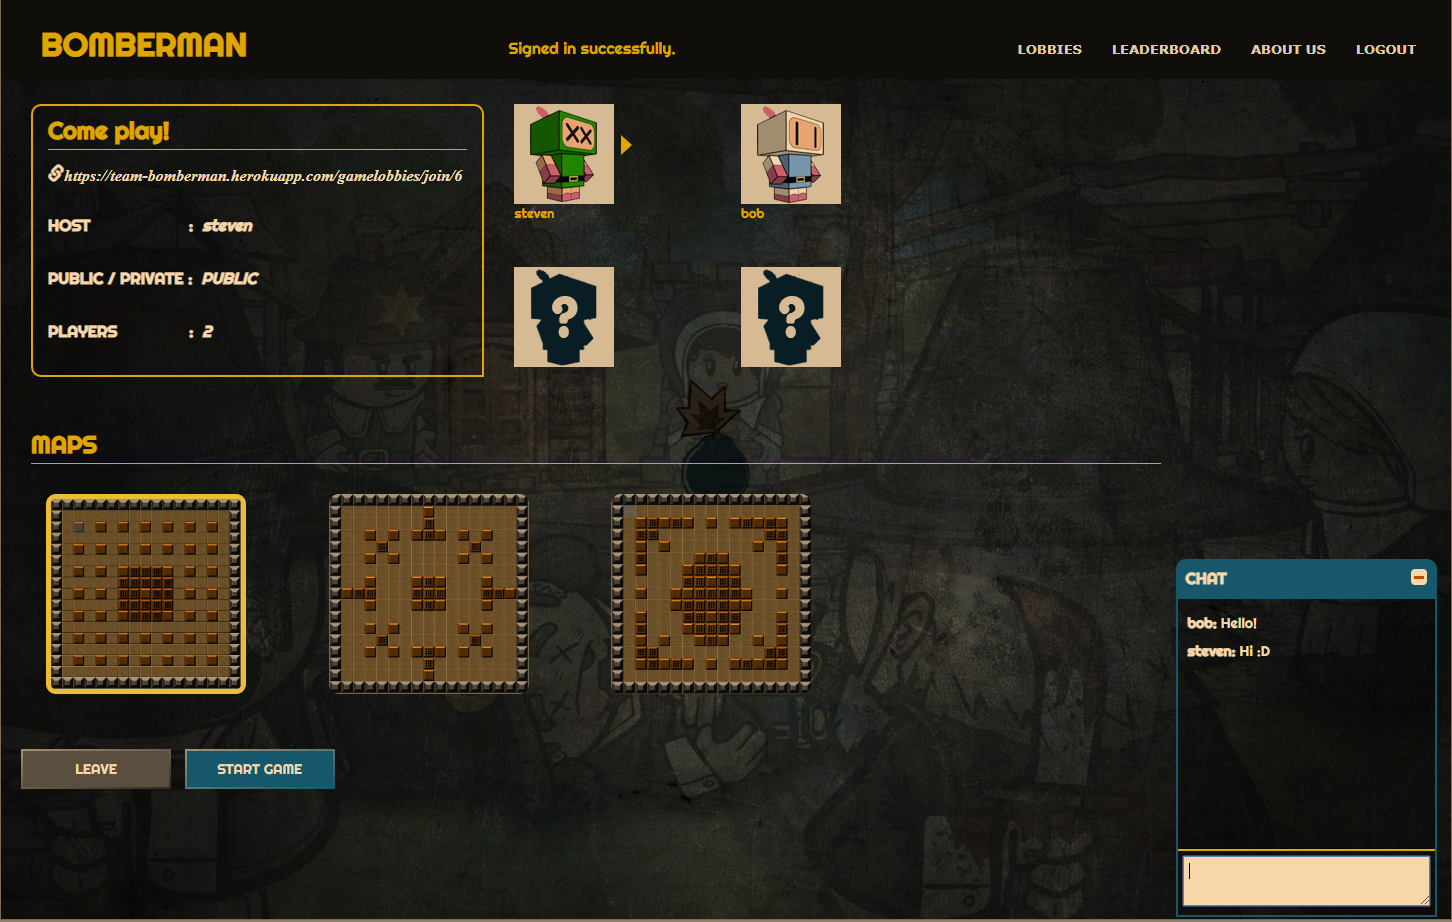 BOMBERMAN
Signed in successfully.
LOBBIES LEADERBOARD ABOUT US LOGOUT
Come play!
https://team-bomberman.herokuapp.com/gamelobbies/join/6
HOST : steven
PUBLIC / PRIVATE : PUBLIC
PLAYERS : 2
steven
bob
?
?
MAPS
LEAVE
START GAME
CHAT
bob: Hello!
steven: Hi :D